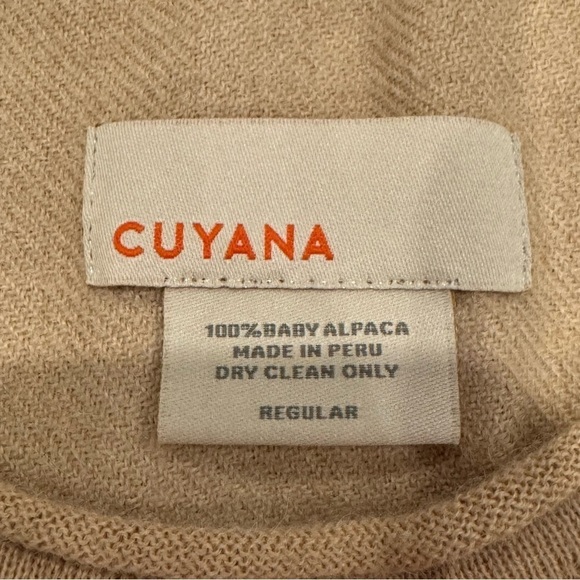 CUYANA
100% BABY ALPACA
MADE IN PERU
DRY CLEAN ONLY
REGULAR